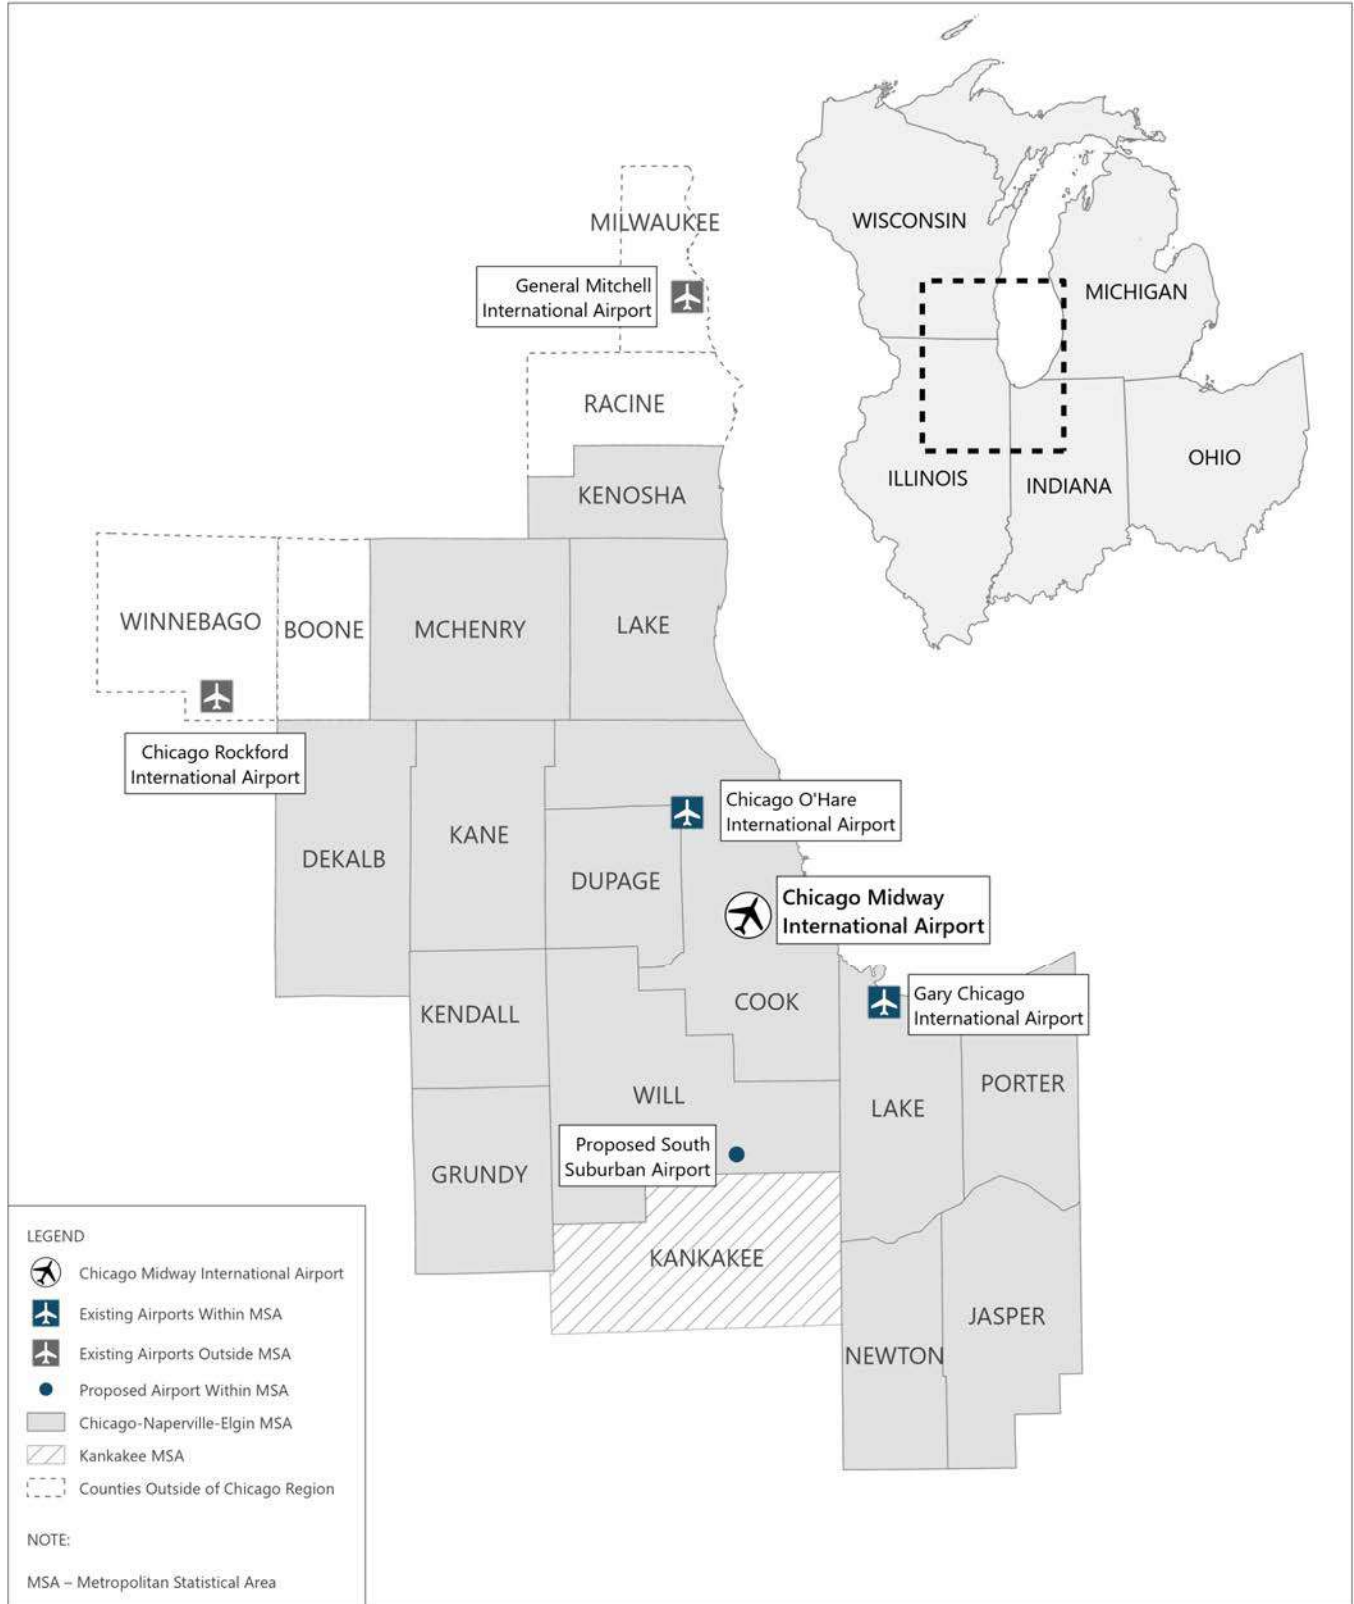 WISCONSIN
MICHIGAN
ILLINOIS
INDIANA
OHIO
MILWAUKEE
General Mitchell
International Airport
RACINE
KENOSHA
WINNEBAGO
BOONE
MCHENRY
LAKE
Chicago Rockford
International Airport
DEKALB
KANE
DUPAGE
Chicago O'Hare
International Airport
Chicago Midway
International Airport
COOK
Gary Chicago
International Airport
KENDALL
WILL
LAKE
PORTER
Proposed South
Suburban Airport
GRUNDY
KANKAKEE
NEWTON
JASPER
LEGEND
Chicago Midway International Airport
Existing Airports Within MSA
Existing Airports Outside MSA
Proposed Airport Within MSA
Chicago-Naperville-Elgin MSA
Kankakee MSA
Counties Outside of Chicago Region
NOTE:
MSA – Metropolitan Statistical Area